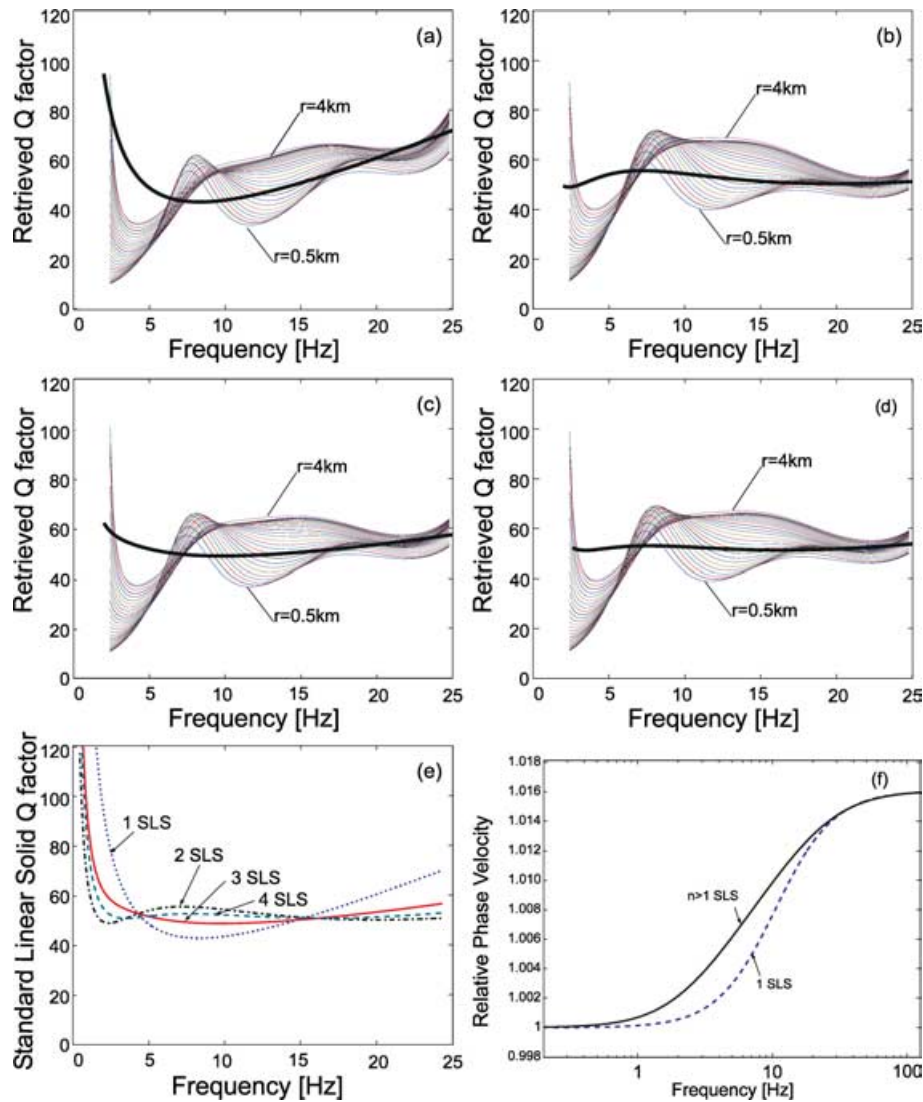 (a)
Retrieved Q factor
120
100
80
60
40
20
0
r=4km
r=0.5km
0 5 10 15 20 25
Frequency [Hz]
(b)
Retrieved Q factor
120
100
80
60
40
20
0
r=4km
r=0.5km
0 5 10 15 20 25
Frequency [Hz]
(c)
Retrieved Q factor
120
100
80
60
40
20
0
r=4km
r=0.5km
0 5 10 15 20 25
Frequency [Hz]
(d)
Retrieved Q factor
120
100
80
60
40
20
0
r=4km
r=0.5km
0 5 10 15 20 25
Frequency [Hz]
(e)
Standard Linear Solid Q factor
120
100
80
60
40
20
0
1 SLS
2 SLS
3 SLS
4 SLS
0 5 10 15 20 25
Frequency [Hz]
(f)
Relative Phase Velocity
1.018
1.016
1.014
1.012
1.010
1.008
1.006
1.004
1.002
1
0.998
n>1 SLS
1 SLS
1 10 100
Frequency [Hz]